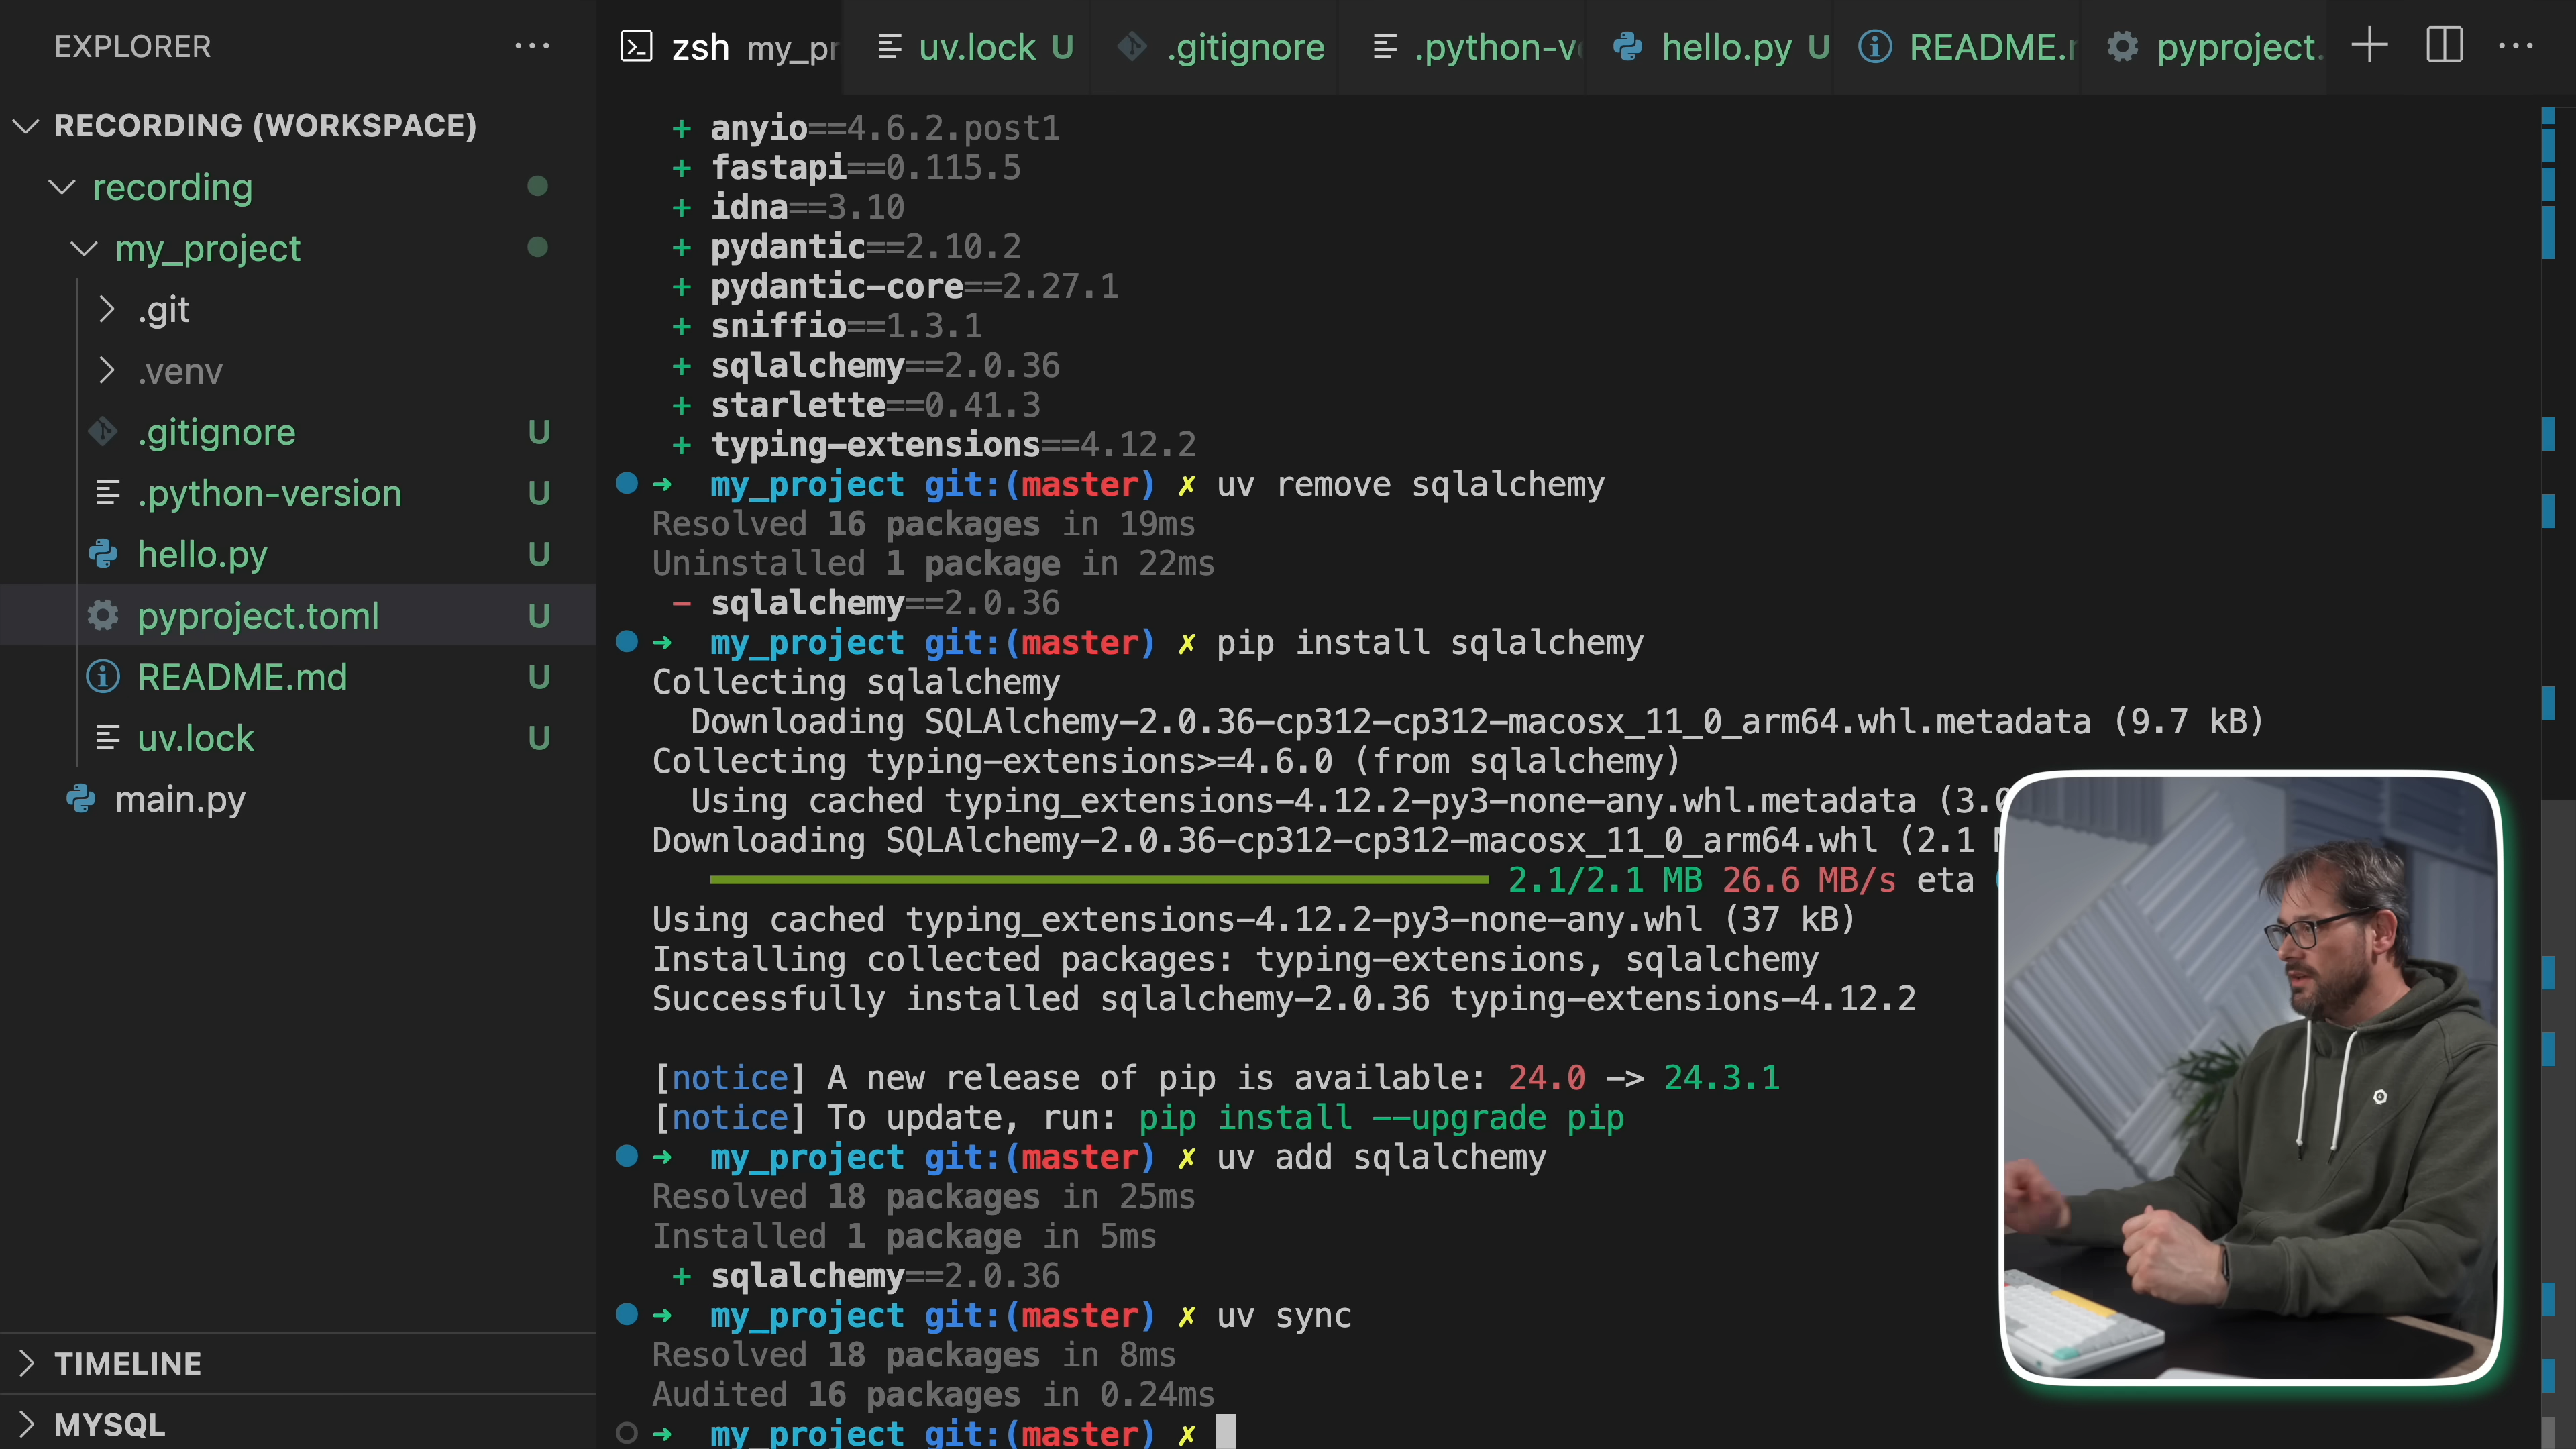 EXPLORER
RECORDING (WORKSPACE)
recording
my_project
.git
.venv
.gitignore U
.python-version U
hello.py U
pyproject.toml U
README.md U
uv.lock U
main.py
TIMELINE
MYSQL
zsh my_pr uv.lock U .gitignore .python-v hello.py U README. pyproject.
+ anyio==4.6.2.post1
+ fastapi==0.115.5
+ idna==3.10
+ pydantic==2.10.2
+ pydantic-core==2.27.1
+ sniffio==1.3.1
+ sqlalchemy==2.0.36
+ starlette==0.41.3
+ typing-extensions==4.12.2
➜ my_project git:(master) ✗ uv remove sqlalchemy
Resolved 16 packages in 19ms
Uninstalled 1 package in 22ms
- sqlalchemy==2.0.36
➜ my_project git:(master) ✗ pip install sqlalchemy
Collecting sqlalchemy
Downloading SQLAlchemy-2.0.36-cp312-cp312-macosx_11_0_arm64.whl.metadata (9.7 kB)
Collecting typing-extensions>=4.6.0 (from sqlalchemy)
Using cached typing_extensions-4.12.2-py3-none-any.whl.metadata (3.0
Downloading SQLAlchemy-2.0.36-cp312-cp312-macosx_11_0_arm64.whl (2.1
2.1/2.1 MB 26.6 MB/s eta
Using cached typing_extensions-4.12.2-py3-none-any.whl (37 kB)
Installing collected packages: typing-extensions, sqlalchemy
Successfully installed sqlalchemy-2.0.36 typing-extensions-4.12.2
[notice] A new release of pip is available: 24.0 -> 24.3.1
[notice] To update, run: pip install --upgrade pip
➜ my_project git:(master) ✗ uv add sqlalchemy
Resolved 18 packages in 25ms
Installed 1 package in 5ms
+ sqlalchemy==2.0.36
➜ my_project git:(master) ✗ uv sync
Resolved 18 packages in 8ms
Audited 16 packages in 0.24ms
➜ my_project git:(master) ✗